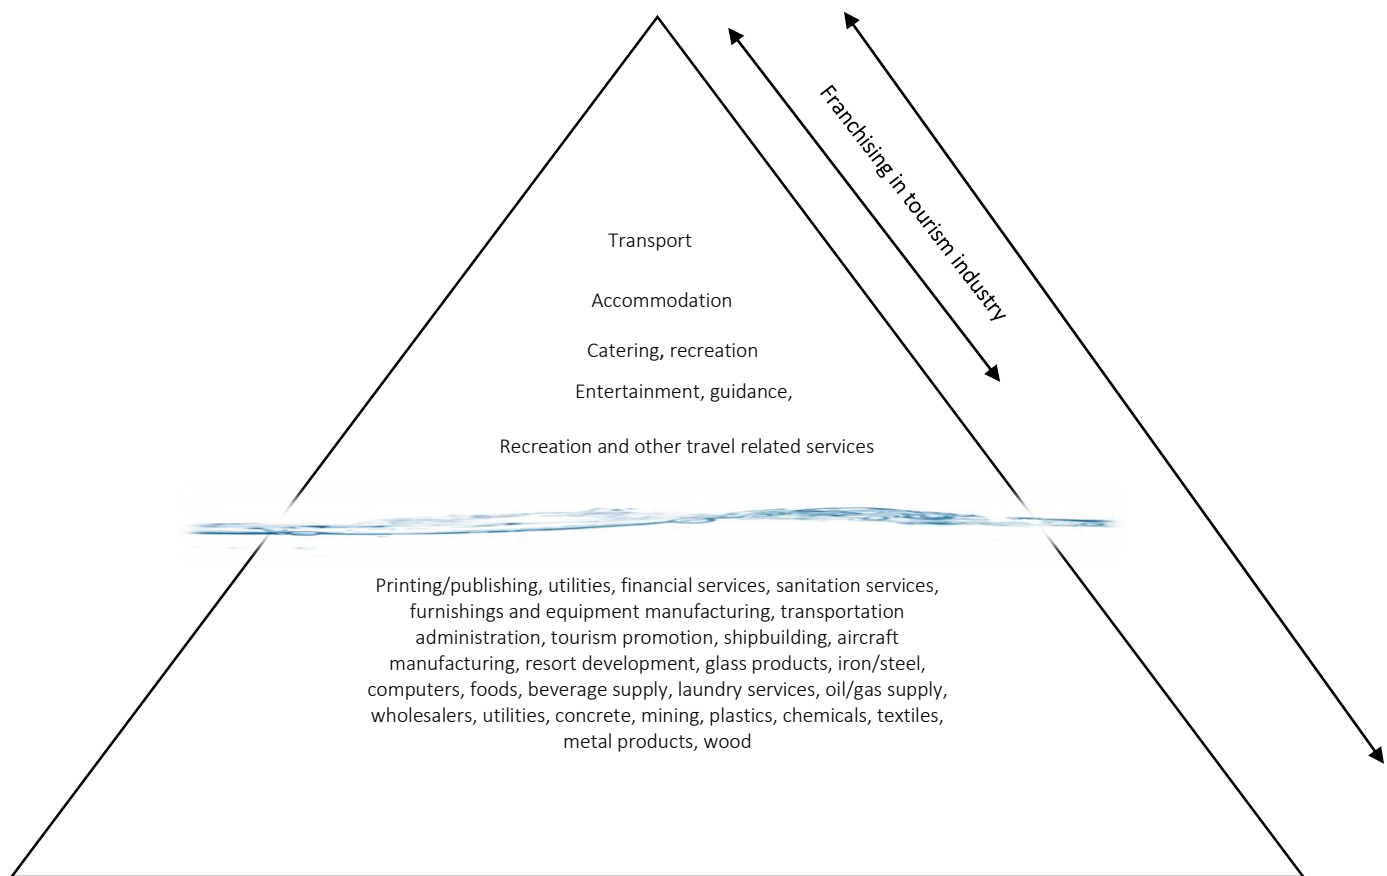 Franchising in tourism industry
Transport
Accommodation
Catering, recreation
Entertainment, guidance,
Recreation and other travel related services
Printing/publishing, utilities, financial services, sanitation services,
furnishings and equipment manufacturing, transportation
administration, tourism promotion, shipbuilding, aircraft
manufacturing, resort development, glass products, iron/steel,
computers, foods, beverage supply, laundry services, oil/gas supply,
wholesalers, utilities, concrete, mining, plastics, chemicals, textiles,
metal products, wood